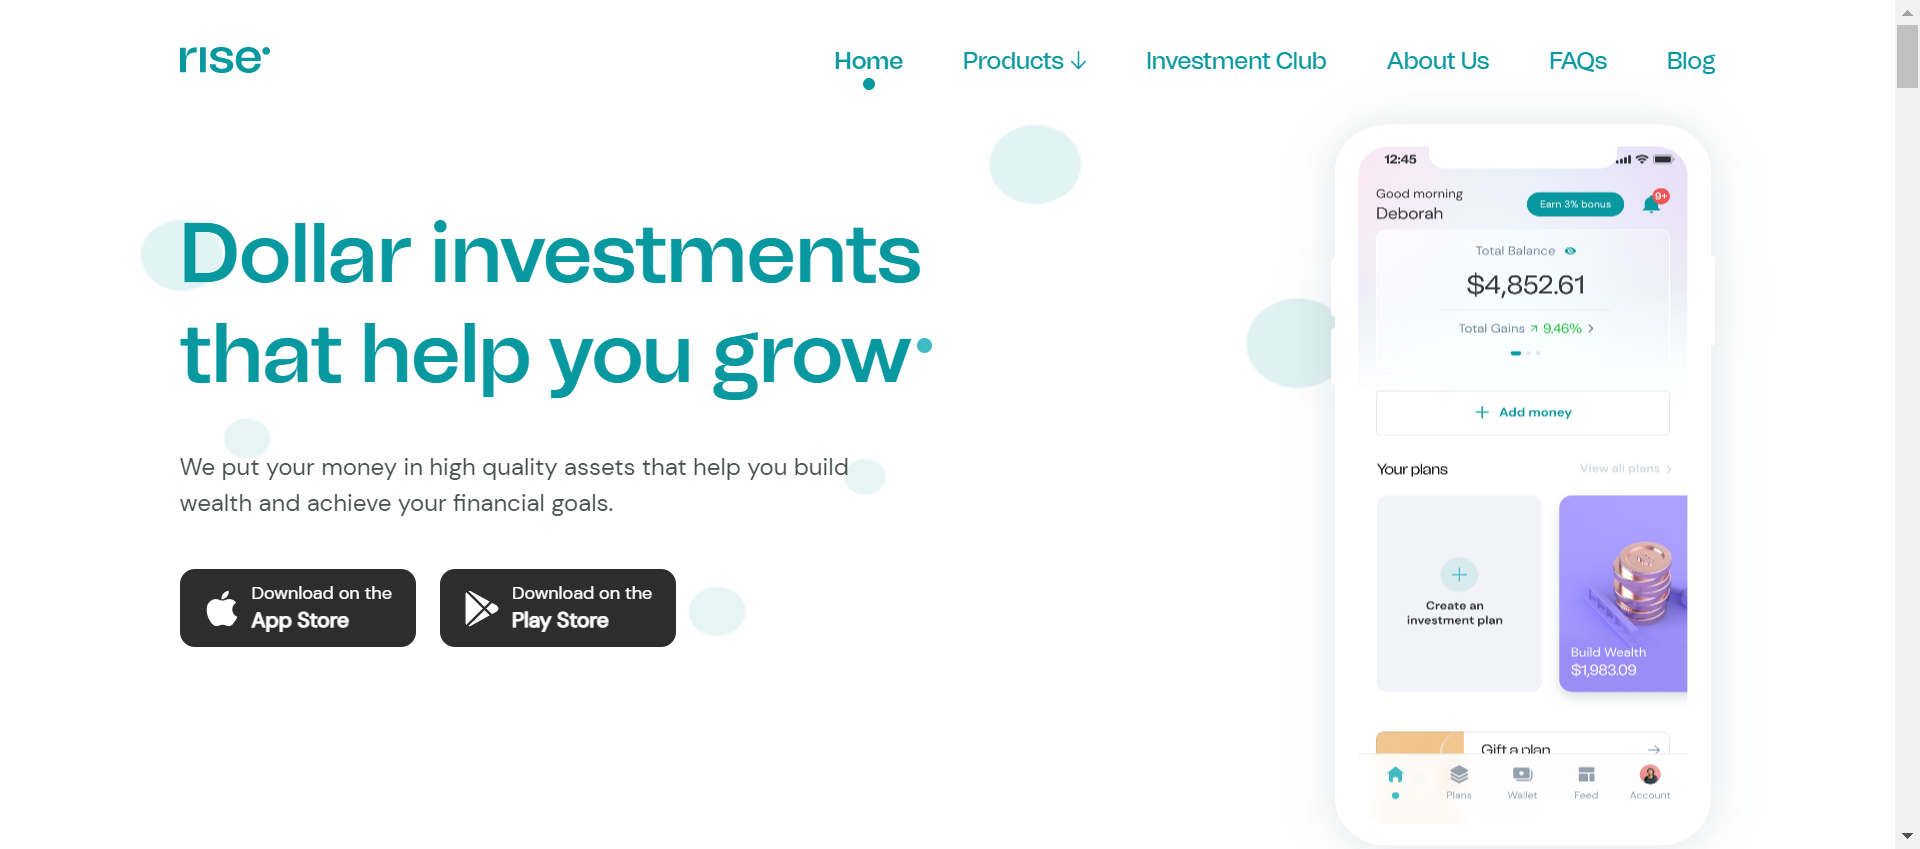 rise
Home
Products ↓
Investment Club
About Us
FAQs
Blog
Dollar investments
that help you grow
We put your money in high quality assets that help you build
wealth and achieve your financial goals.
Download on the
App Store
Download on the
Play Store
12:45
Good morning
Deborah
Earn 3% bonus
9+
Total Balance
$4,852.61
Total Gains 9.46%
Add money
Your plans
View all plans
Create an
investment plan
Build Wealth
$1,983.09
Gift a plan
Plans
Wallet
Feed
Account